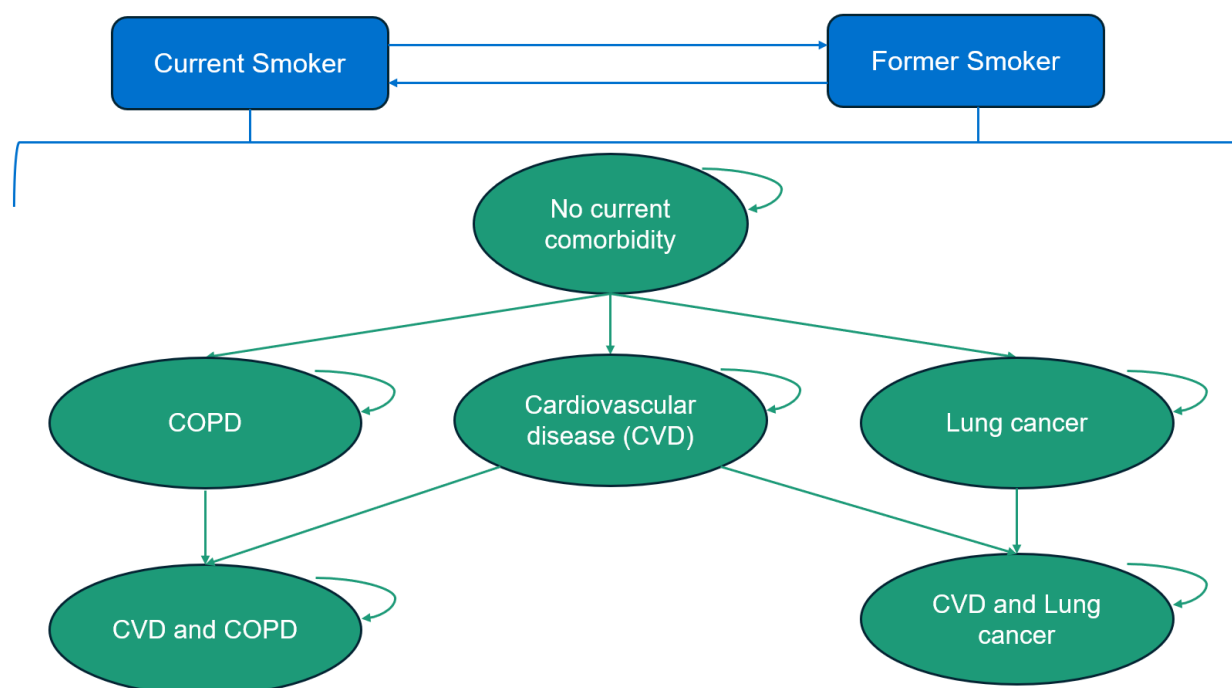 Current Smoker
Former Smoker
No current
comorbidity
COPD
Cardiovascular
disease (CVD)
Lung cancer
CVD and COPD
CVD and Lung
cancer